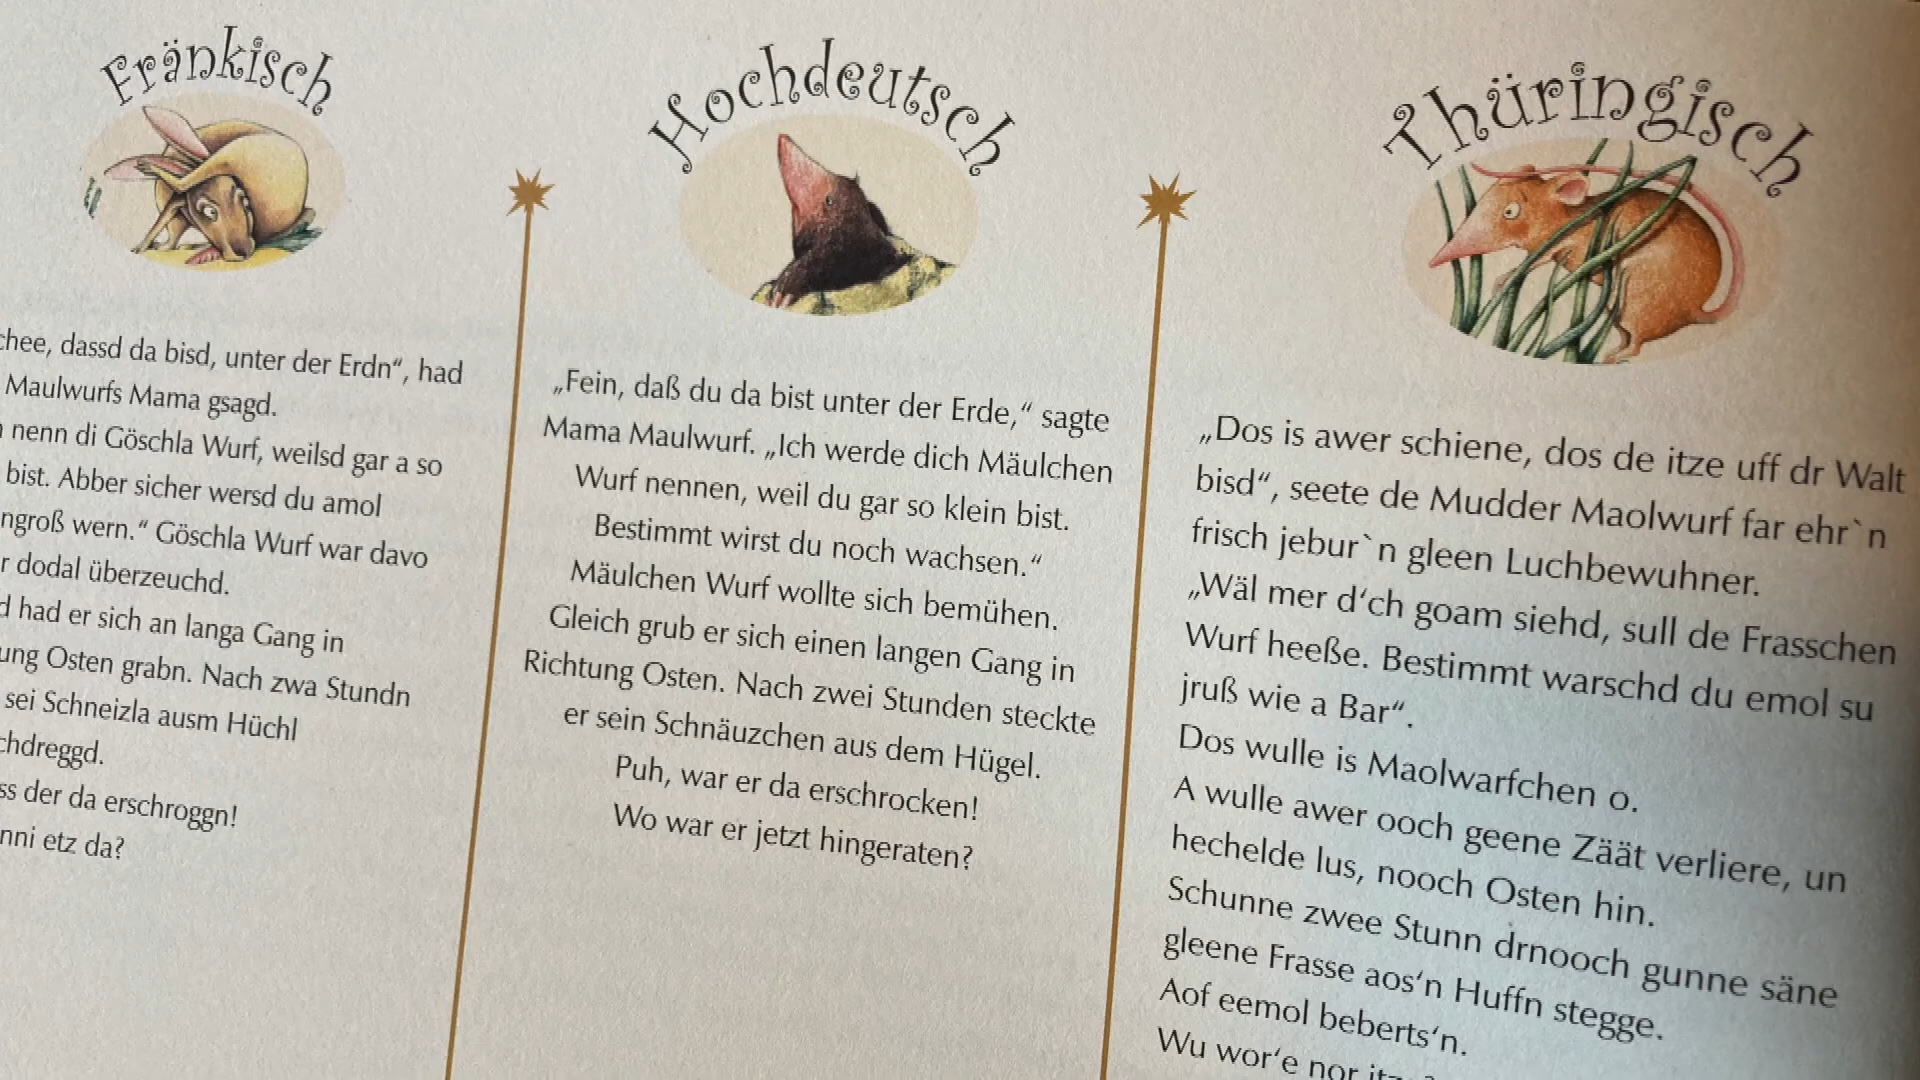 Fränkisch
chee, dassd da bisd, unter der Erdn“, had
Maulwurfs Mama gsagd.
nenn di Göschla Wurf, weilsd gar a so
bist. Abber sicher wersd du amol
ngroß wern.“ Göschla Wurf war davo
r dodal überzeuchd.
d had er sich an langa Gang in
ung Osten grabn. Nach zwa Stundn
sei Schneizla ausm Hüchl
chdreggd.
ss der da erschroggn!
nni etz da?
Hochdeutsch
„Fein, daß du da bist unter der Erde,“ sagte
Mama Maulwurf. „Ich werde dich Mäulchen
Wurf nennen, weil du gar so klein bist.
Bestimmt wirst du noch wachsen.“
Mäulchen Wurf wollte sich bemühen.
Gleich grub er sich einen langen Gang in
Richtung Osten. Nach zwei Stunden steckte
er sein Schnäuzchen aus dem Hügel.
Puh, war er da erschrocken!
Wo war er jetzt hingeraten?
Thüringisch
„Dos is awer schiene, dos de itze uff dr Walt
bisd“, seete de Mudder Maolwurf far ehr`n
frisch jebur`n gleen Luchbewuhner.
„Wäl mer d‘ch goam siehd, sull de Frasschen
Wurf heeße. Bestimmt warschd du emol su
jruß wie a Bar“.
Dos wulle is Maolwarfchen o.
A wulle awer ooch geene Zäät verliere, un
hechelde lus, nooch Osten hin.
Schunne zwee Stunn drnooch gunne säne
gleene Frasse aos‘n Huffn stegge.
Aof eemol beberts‘n.
Wu wor‘e nor